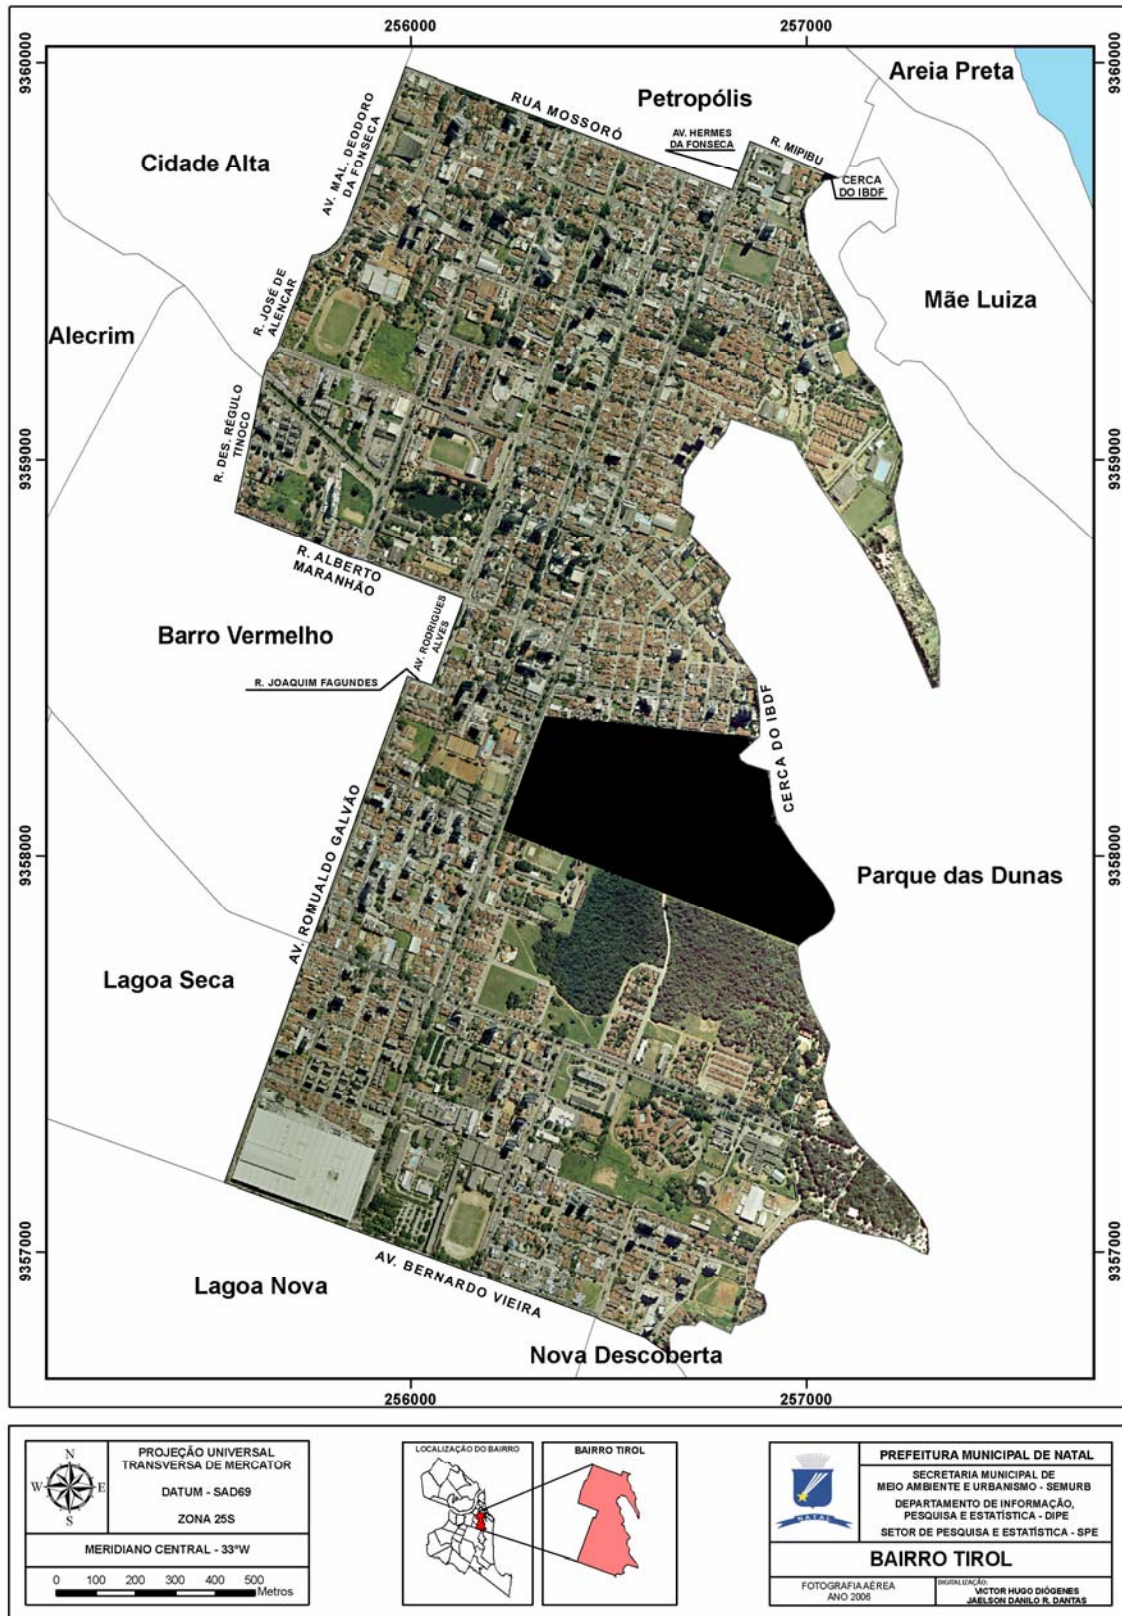 256000
257000
9360000
9360000
Areia Preta
Petropólis
RUA MOSSORÓ
AV. HERMES
DA FONSECA
R. MIPIBU
CERCA
DO IBDF
Cidade Alta
AV. MAL. DEODORO
DA FONSECA
R. JOSÉ DE
ALENCAR
Mãe Luiza
Alecrim
R. DES. RÉGULO
TINOCO
9359000
9359000
R. ALBERTO
MARANHÃO
Barro Vermelho
AV. RODRIGUES
ALVES
R. JOAQUIM FAGUNDES
CERCA DO IBDF
AV. ROMUALDO GALVÃO
9358000
9358000
Parque das Dunas
Lagoa Seca
9357000
9357000
Lagoa Nova
AV. BERNARDO VIEIRA
Nova Descoberta
256000
257000
N
W
E
S
PROJEÇÃO UNIVERSAL
TRANSVERSA DE MERCATOR
DATUM - SAD69
ZONA 25S
MERIDIANO CENTRAL - 33ºW
0 100 200 300 400 500
Metros
LOCALIZAÇÃO DO BAIRRO
BAIRRO TIROL
NATAL
PREFEITURA MUNICIPAL DE NATAL
SECRETARIA MUNICIPAL DE
MEIO AMBIENTE E URBANISMO - SEMURB
DEPARTAMENTO DE INFORMAÇÃO,
PESQUISA E ESTATÍSTICA - DIPE
SETOR DE PESQUISA E ESTATÍSTICA - SPE
BAIRRO TIROL
FOTOGRAFIA AÉREA
ANO 2006
DIGITALIZAÇÃO:
VICTOR HUGO DIÓGENES
JAELSON DANILO R. DANTAS